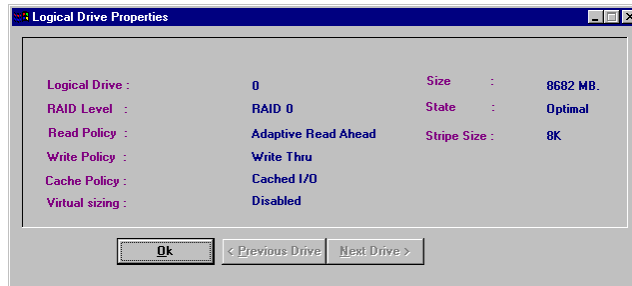 Logical Drive Properties
Logical Drive : 0 Size : 8682 MB.
RAID Level : RAID 0 State : Optimal
Read Policy : Adaptive Read Ahead Stripe Size : 8K
Write Policy : Write Thru
Cache Policy : Cached I/O
Virtual sizing : Disabled
Ok < Previous Drive Next Drive >